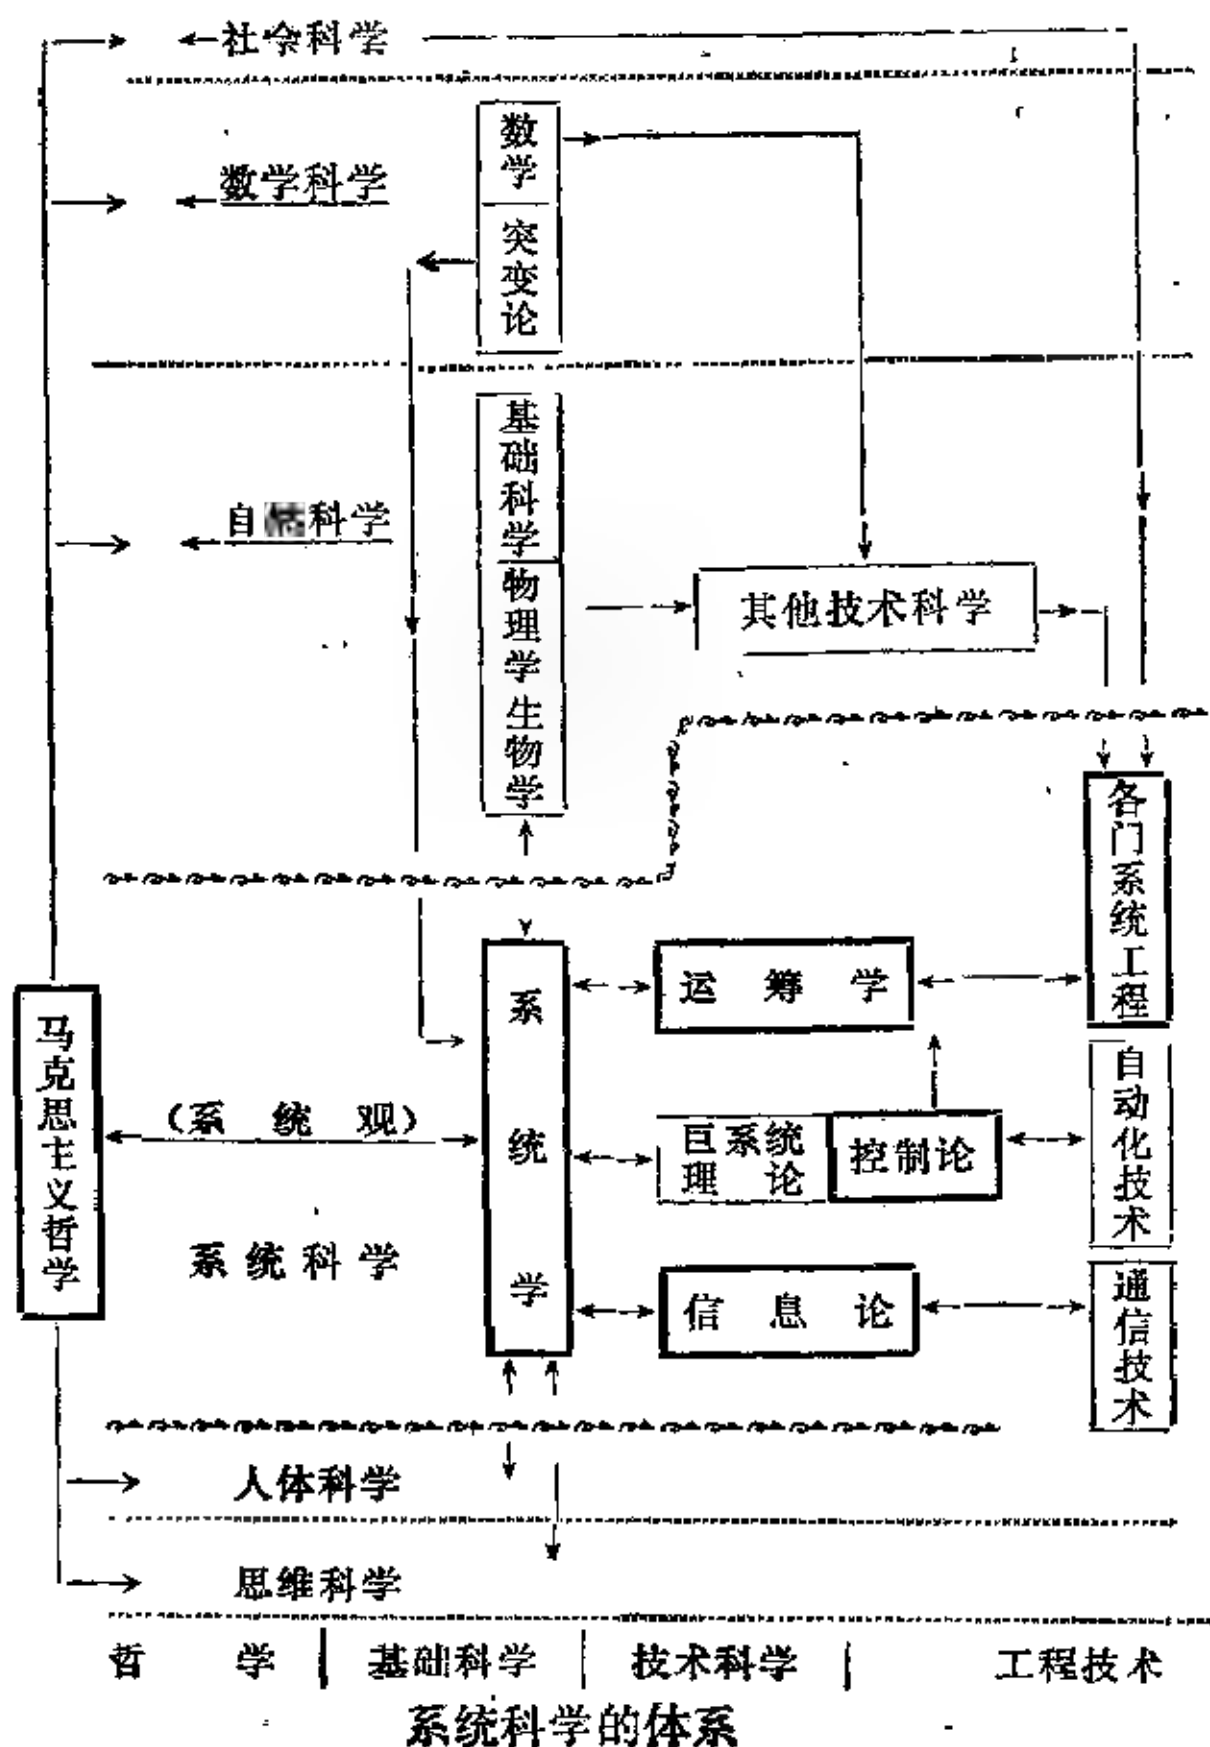 社会科学
数学
数学科学
突变论
基础科学
自 科学
物理学
生物学
其他技术科学
各门系统工程
系统学
运筹学
马克思主义哲学
(系统观)
巨系统
理论
控制论
自动化技术
系统科学
信息论
通信技术
人体科学
思维科学
哲学 | 基础科学 | 技术科学 | 工程技术
系统科学的体系